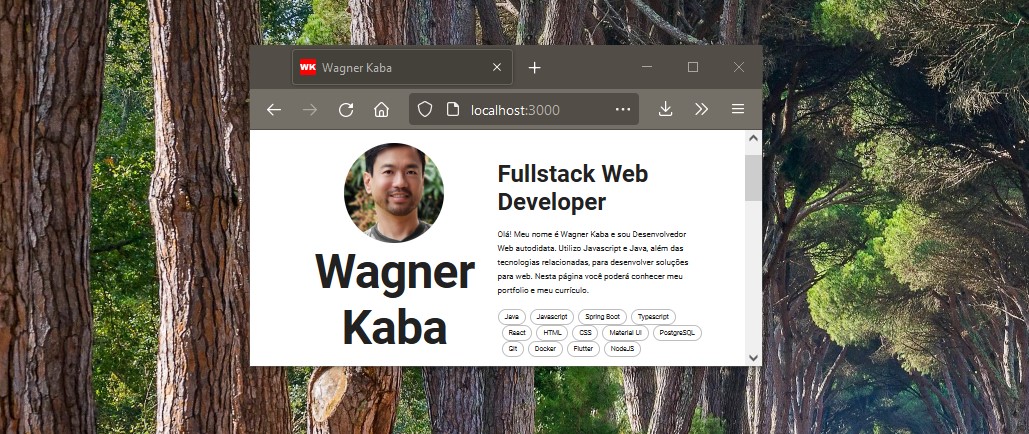 WK Wagner Kaba
localhost:3000
Wagner
Kaba
Fullstack Web
Developer
Olá! Meu nome é Wagner Kaba e sou Desenvolvedor
Web autodidata. Utilizo Javascript e Java, além das
tecnologias relacionadas, para desenvolver soluções
para web. Nesta página você poderá conhecer meu
portfolio e meu currículo.
Java Javascript Spring Boot Typescript
React HTML CSS Material UI PostgreSQL
Git Docker Flutter NodeJS